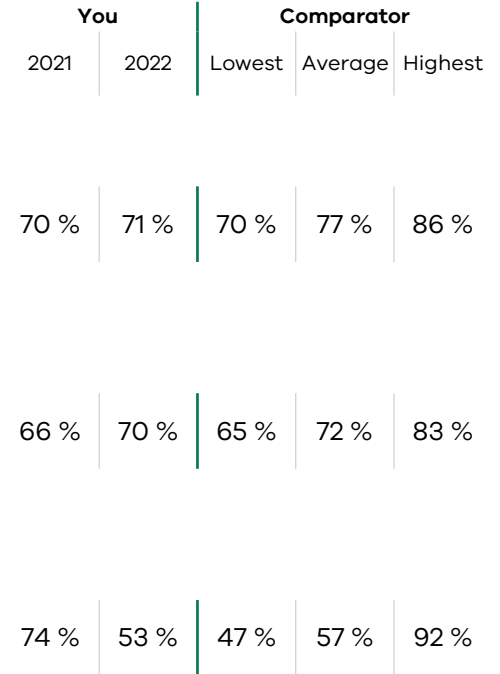 You Comparator
2021 2022 Lowest Average Highest
70 % 71 % 70 % 77 % 86 %
66 % 70 % 65 % 72 % 83 %
74 % 53 % 47 % 57 % 92 %